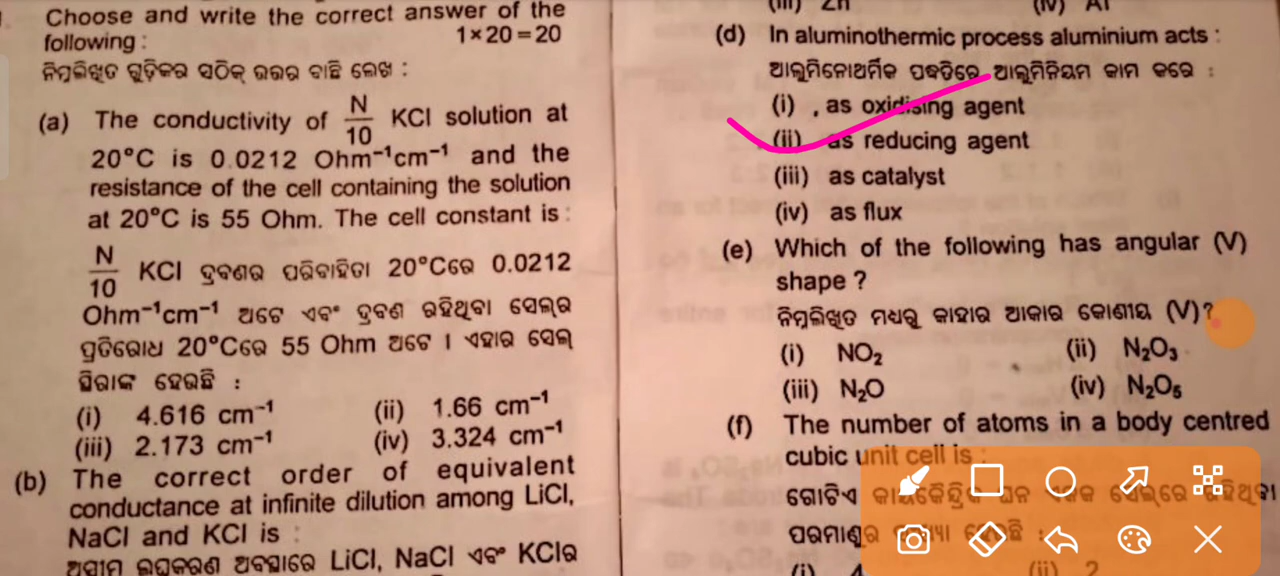 Choose and write the correct answer of the
following :
1×20=20
ନିମ୍ନଲିଖିତ ଗୁଡ଼ିକର ସଠିକ୍ ଉତ୍ତର ବାଛି ଲେଖ :
(a) The conductivity of N/10 KCl solution at
20°C is 0.0212 Ohm⁻¹cm⁻¹ and the
resistance of the cell containing the solution
at 20°C is 55 Ohm. The cell constant is :
N/10 KCl ଦ୍ରବଣର ପରିବାହିତା 20°Cରେ 0.0212
Ohm⁻¹cm⁻¹ ଅଟେ ଏବଂ ଦ୍ରବଣ ରହିଥିବା ସେଲ୍‌ର
ପ୍ରତିରୋଧ 20°Cରେ 55 Ohm ଅଟେ । ଏହାର ସେଲ୍
ସ୍ଥିରାଙ୍କ ହେଉଛି :
(i) 4.616 cm⁻¹ (ii) 1.66 cm⁻¹
(iii) 2.173 cm⁻¹ (iv) 3.324 cm⁻¹
(b) The correct order of equivalent
conductance at infinite dilution among LiCl,
NaCl and KCl is :
LiCl, NaCl ଏବଂ KClର
(iii) Zn (iv) Al
(d) In aluminothermic process aluminium acts :
ଆଲୁମିନୋଥର୍ମିକ ପଦ୍ଧତିରେ ଆଲୁମିନିୟମ କାମ କରେ :
(i) as oxidising agent
(ii) as reducing agent
(iii) as catalyst
(iv) as flux
(e) Which of the following has angular (V)
shape ?
ନିମ୍ନଲିଖିତ ମଧ୍ୟରୁ କାହାର ଆକାର କୋଣୀୟ (V)?
(i) NO₂ (ii) N₂O₃
(iii) N₂O (iv) N₂O₅
(f) The number of atoms in a body centred
cubic unit cell is :
ଗୋଟିଏ
ପରମାଣୁର
(i) 4 (ii) 2